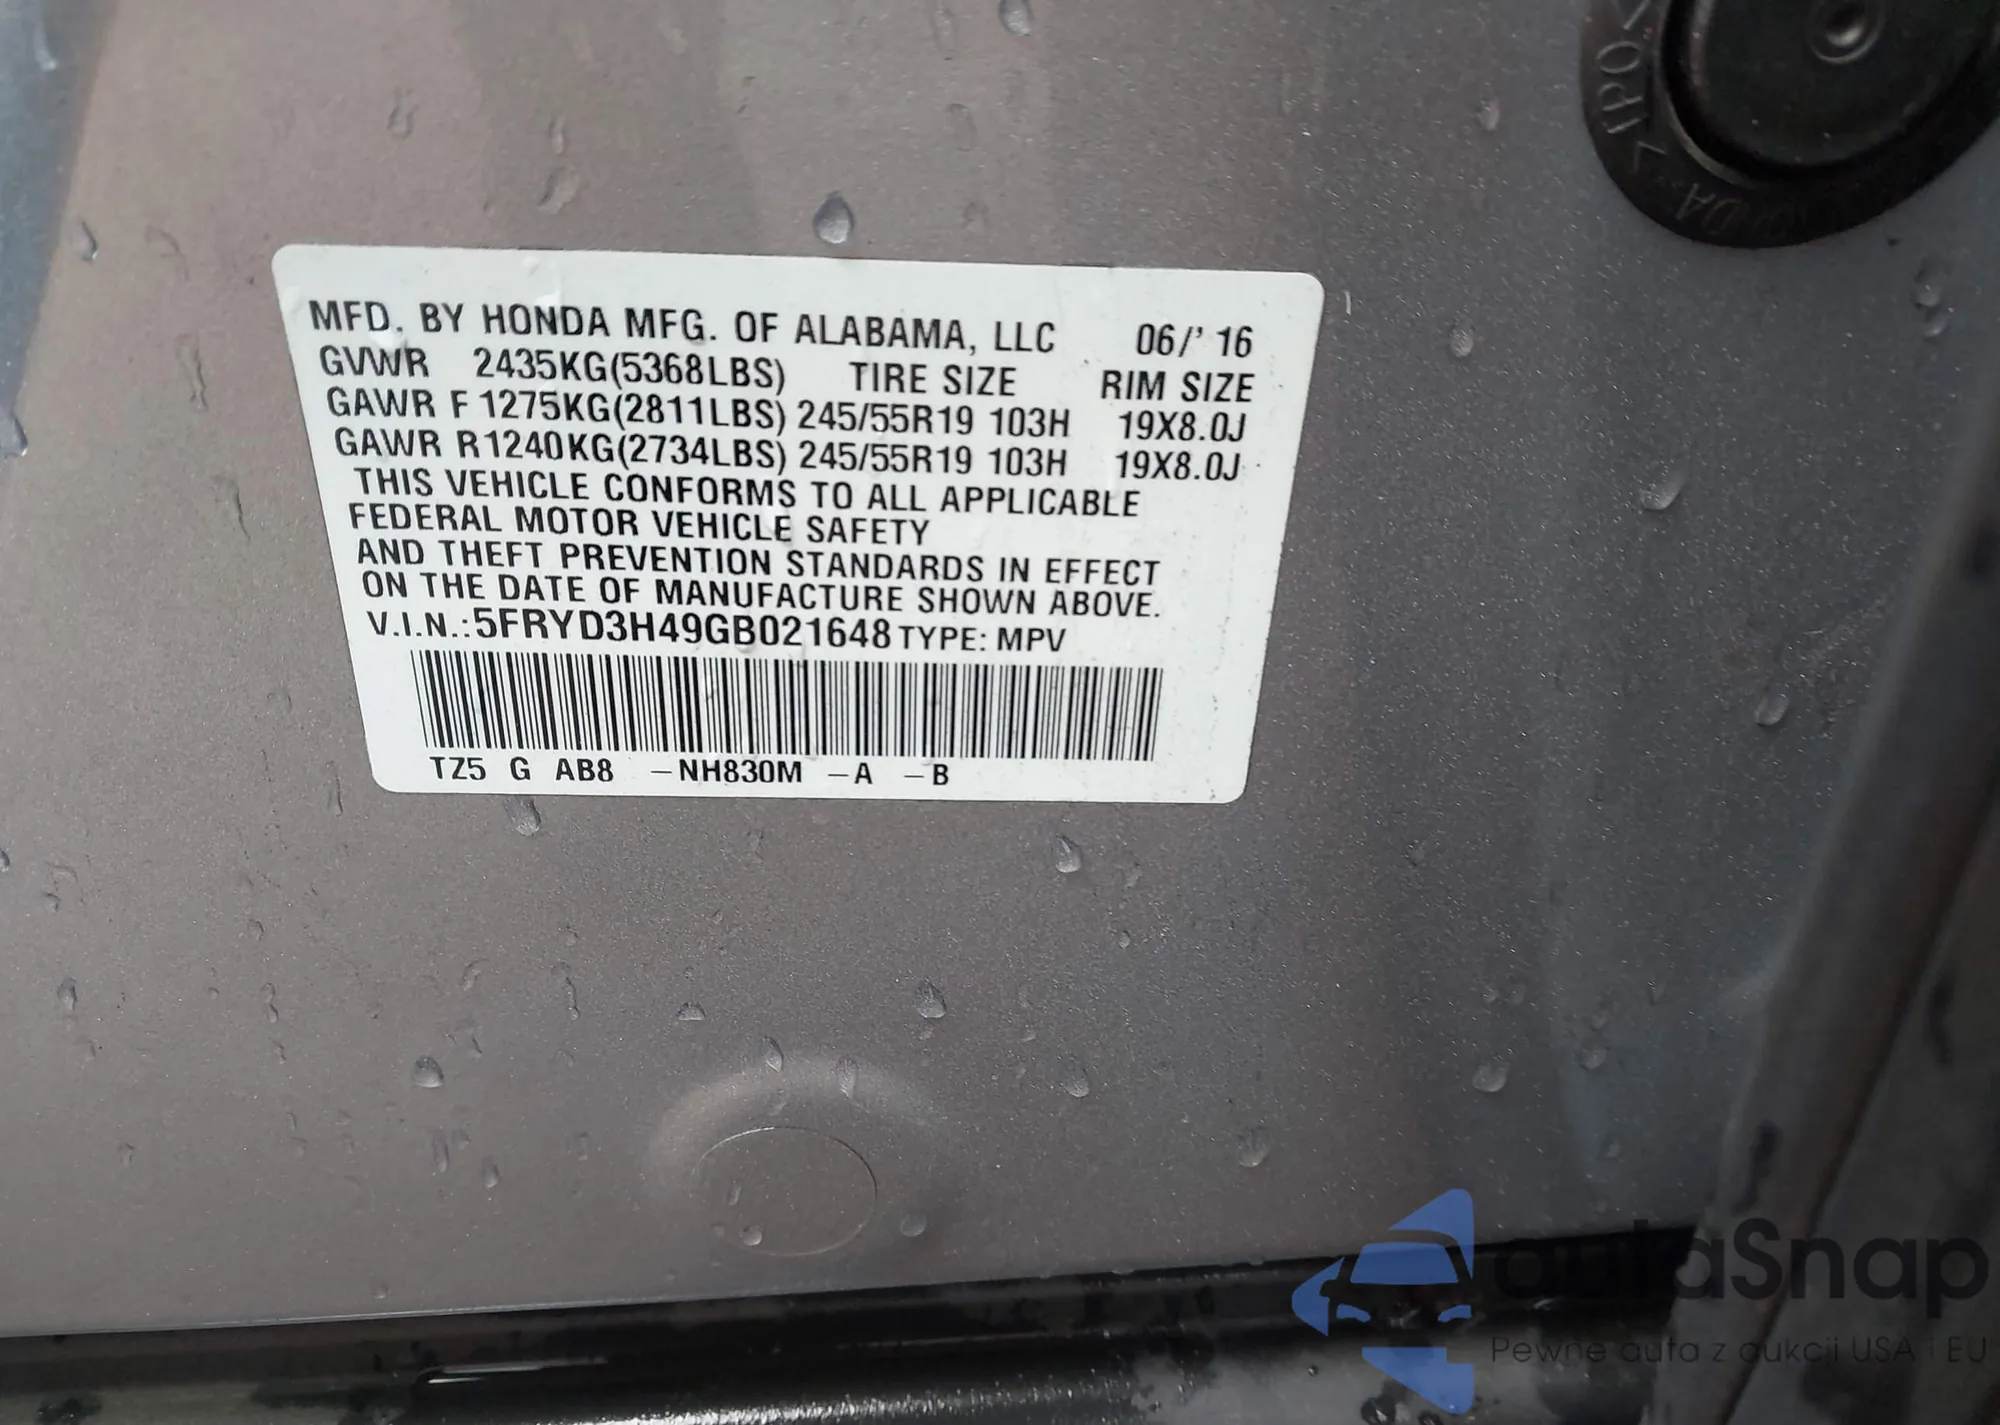 MFD. BY HONDA MFG. OF ALABAMA, LLC 06/' 16
GVWR 2435KG(5368LBS) TIRE SIZE RIM SIZE
GAWR F 1275KG(2811LBS) 245/55R19 103H 19X8.0J
GAWR R 1240KG(2734LBS) 245/55R19 103H 19X8.0J
THIS VEHICLE CONFORMS TO ALL APPLICABLE
FEDERAL MOTOR VEHICLE SAFETY
AND THEFT PREVENTION STANDARDS IN EFFECT
ON THE DATE OF MANUFACTURE SHOWN ABOVE.
V.I.N.:5FRYD3H49GB021648 TYPE: MPV
TZ5 G AB8 -NH830M -A -B
HONDA
autaSnap
Pewne auta z aukcji USA i EU